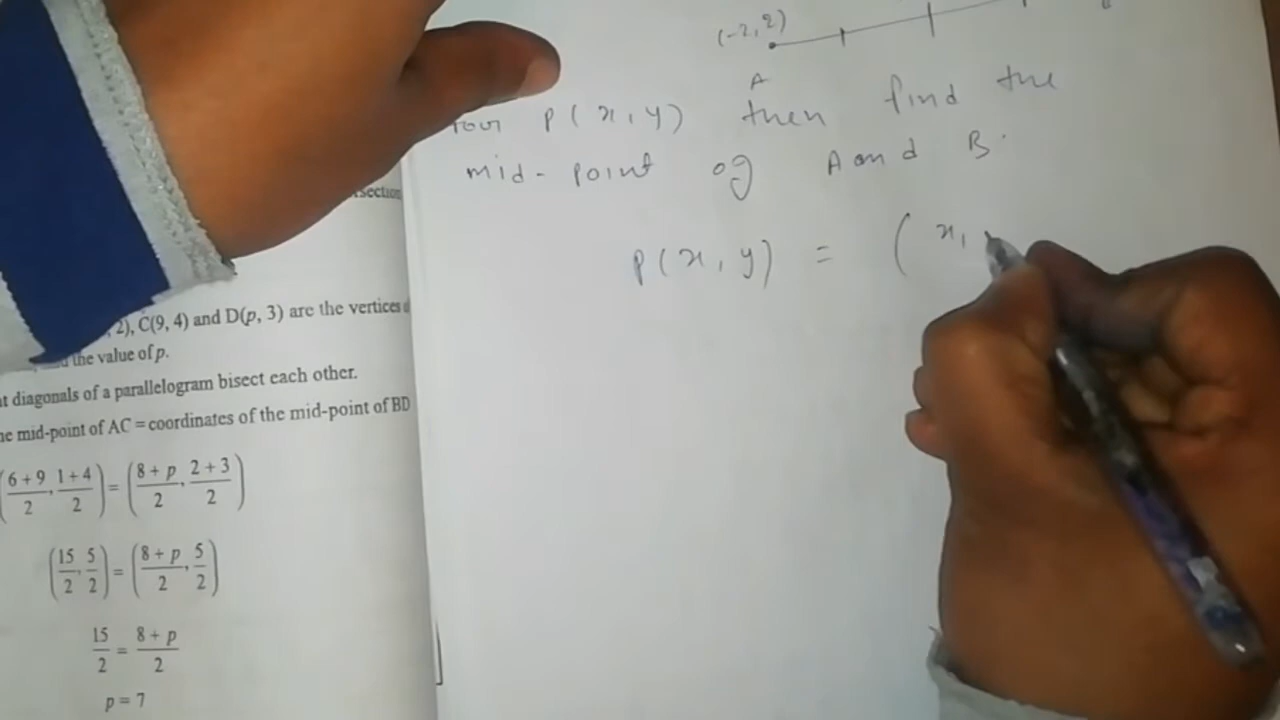 (-2, 2)
A
P(x, y) then find the
mid-point of A and B.
P(x, y) = ( x₁
2), C(9, 4) and D(p, 3) are the vertices
the value of p.
diagonals of a parallelogram bisect each other.
mid-point of AC = coordinates of the mid-point of BD
(6 + 9/2, 1 + 4/2) = (8 + p/2, 2 + 3/2)
(15/2, 5/2) = (8 + p/2, 5/2)
15/2 = 8 + p/2
p = 7